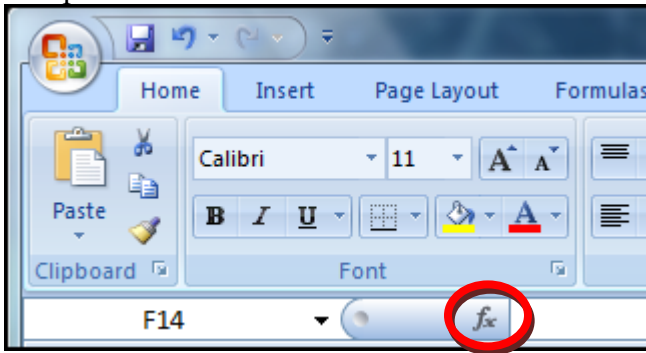 Home Insert Page Layout Formulas
Calibri 11 A A
Paste B I U A
Clipboard Font
F14 fx